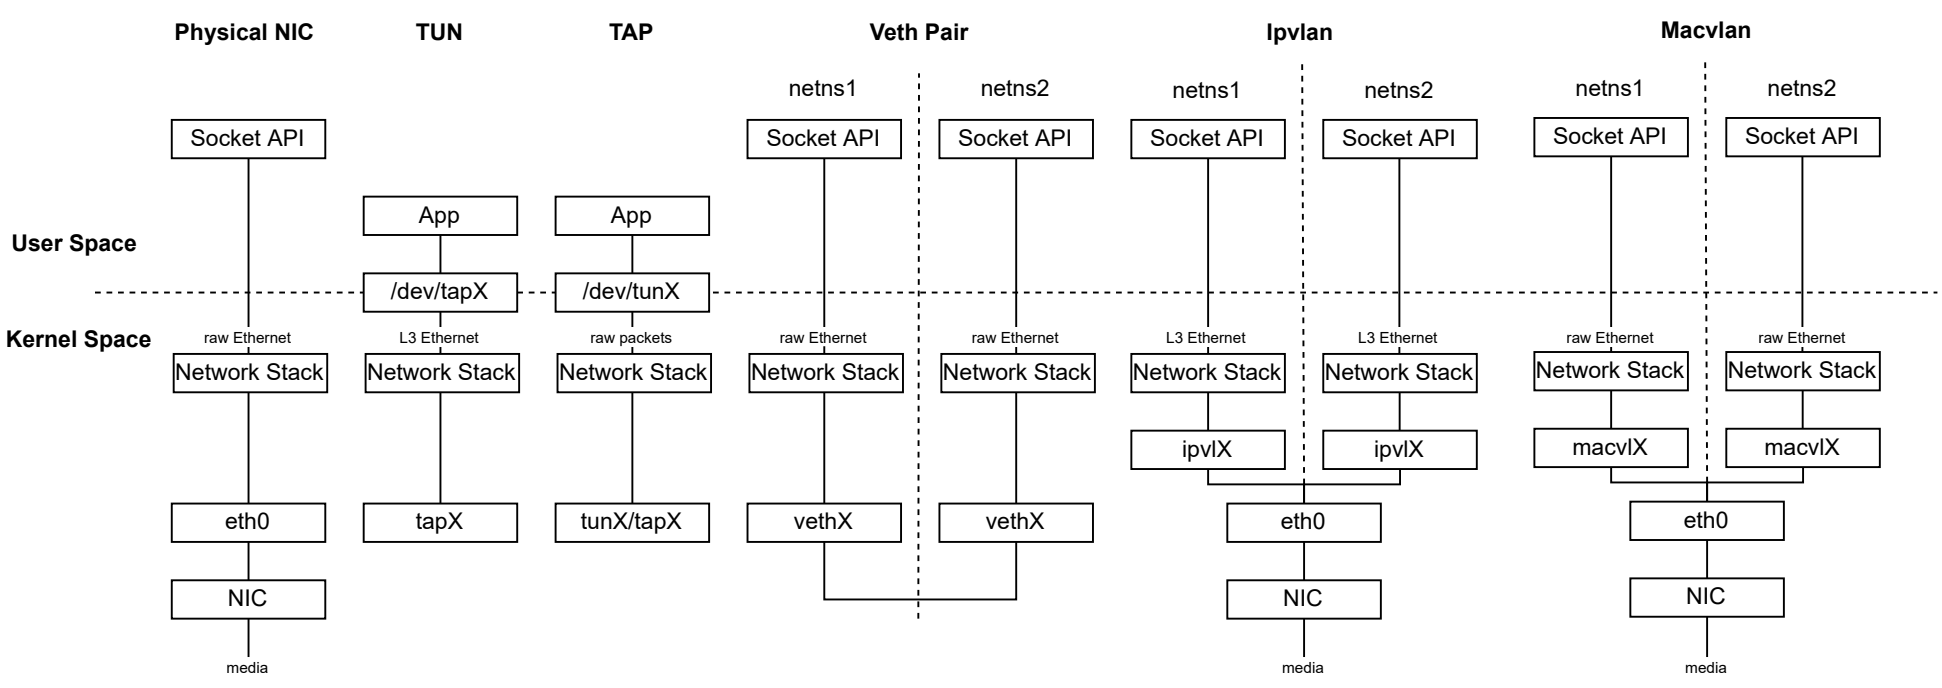 Physical NIC TUN TAP Veth Pair Ipvlan Macvlan
netns1 netns2 netns1 netns2 netns1 netns2
Socket API Socket API Socket API Socket API Socket API Socket API Socket API
App App
User Space
/dev/tapX /dev/tunX
Kernel Space
raw Ethernet L3 Ethernet raw packets raw Ethernet raw Ethernet L3 Ethernet L3 Ethernet raw Ethernet raw Ethernet
Network Stack Network Stack Network Stack Network Stack Network Stack Network Stack Network Stack Network Stack Network Stack
ipvlX ipvlX macvlX macvlX
eth0 tapX tunX/tapX vethX vethX eth0 eth0
NIC NIC NIC
media media media